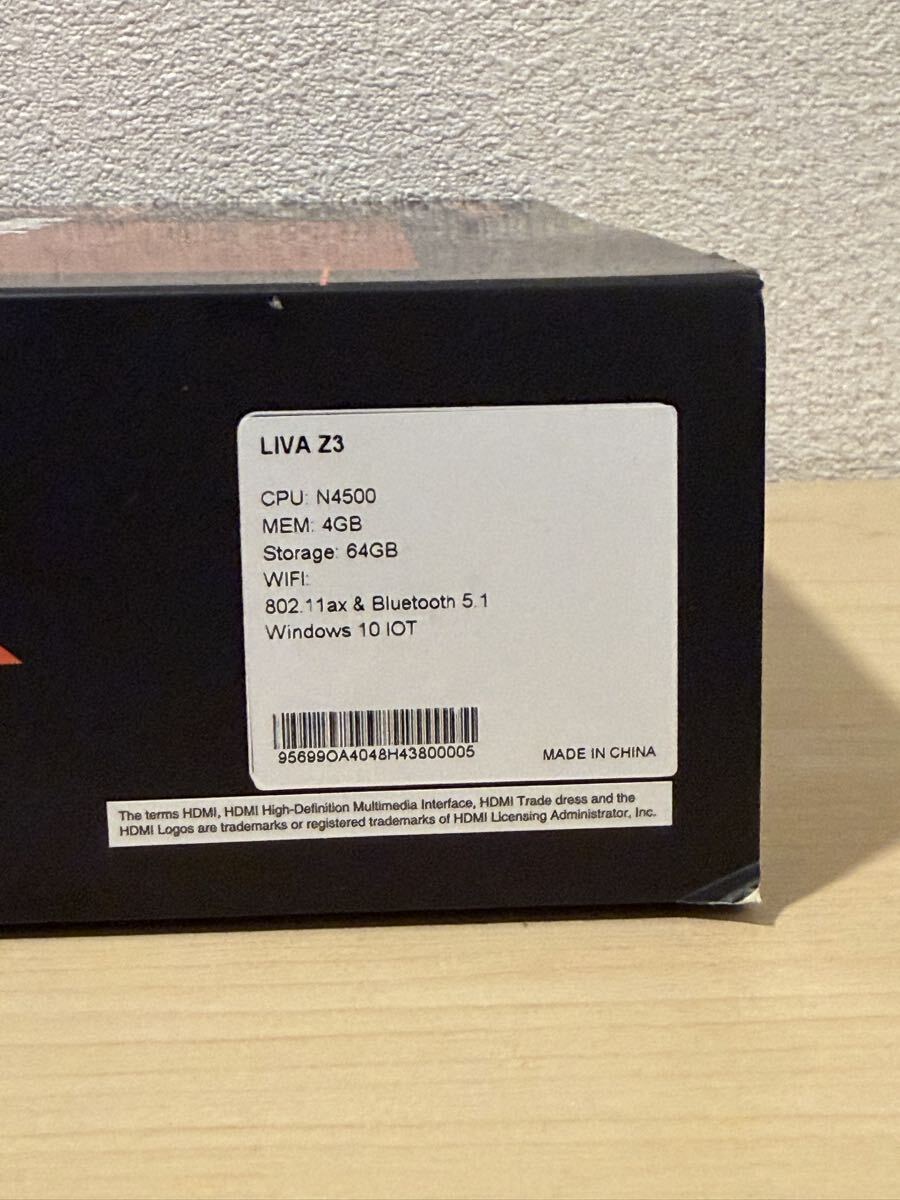 LIVA Z3
CPU: N4500
MEM: 4GB
Storage: 64GB
WIFI:
802.11ax & Bluetooth 5.1
Windows 10 IOT
95699OA4048H43800005
MADE IN CHINA
The terms HDMI, HDMI High-Definition Multimedia Interface, HDMI Trade dress and the
HDMI Logos are trademarks or registered trademarks of HDMI Licensing Administrator, Inc.